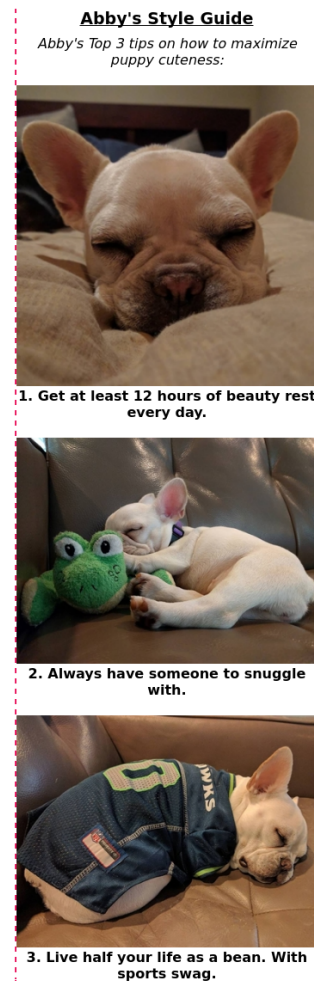 Abby's Style Guide
Abby's Top 3 tips on how to maximize
puppy cuteness:
1. Get at least 12 hours of beauty rest
every day.
2. Always have someone to snuggle
with.
0
WKS
3. Live half your life as a bean. With
sports swag.